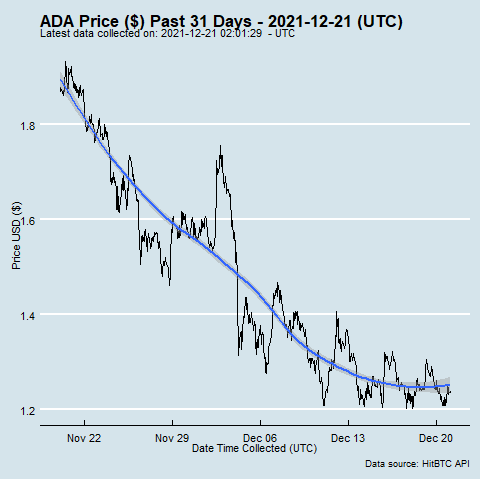 ADA Price ($) Past 31 Days - 2021-12-21 (UTC)
Latest data collected on: 2021-12-21 02:01:29 - UTC
Price USD ($)
1.8
1.6
1.4
1.2
Nov 22
Nov 29
Dec 06
Dec 13
Dec 20
Date Time Collected (UTC)
Data source: HitBTC API